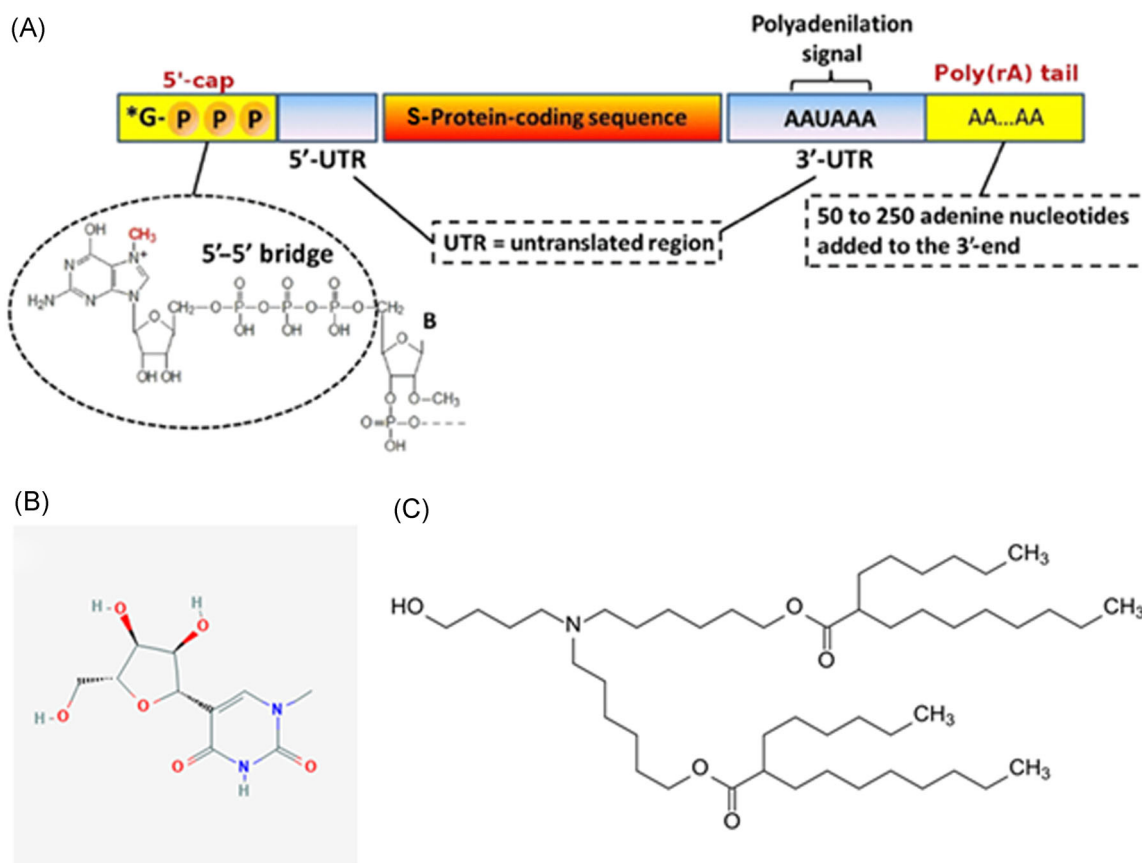 (A)
Polyadenilation
signal
5'-cap
Poly(rA) tail
*G- P P P
S-Protein-coding sequence
AAUAAA
AA...AA
5′-UTR
3′-UTR
UTR = untranslated region
50 to 250 adenine nucleotides
added to the 3′-end
5′–5′ bridge
OH
CH₃
N
N⁺
H₂N
N
N
O
O
O
CH₂–O–P–O–P–O–P–O–CH₂
OH
OH
OH
B
O
O
OH OH
O
O–CH₃
O=P–O
OH
(B)
H
H-O
O
H-O
O
N
O
N
O
H
(C)
CH₃
HO
N
O
CH₃
O
CH₃
O
CH₃
O